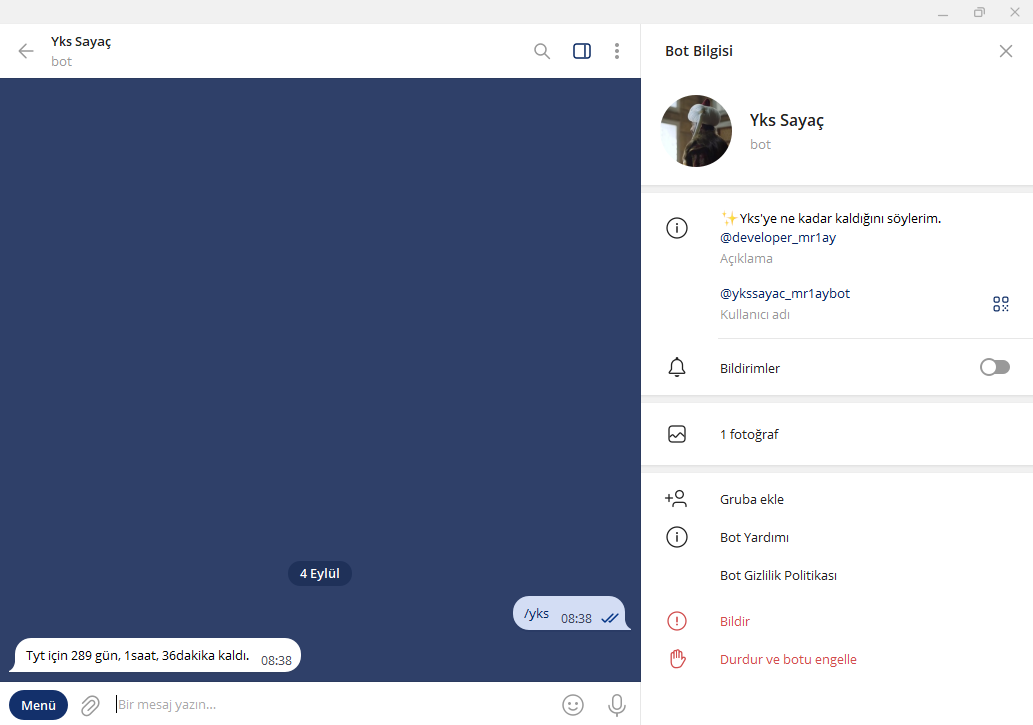 Yks Sayaç
bot
4 Eylül
/yks 08:38
Tyt için 289 gün, 1saat, 36dakika kaldı. 08:38
Menü
Bir mesaj yazın...
Bot Bilgisi
Yks Sayaç
bot
✨Yks'ye ne kadar kaldığını söylerim.
@developer_mr1ay
Açıklama
@ykssayac_mr1aybot
Kullanıcı adı
Bildirimler
1 fotoğraf
Gruba ekle
Bot Yardımı
Bot Gizlilik Politikası
Bildir
Durdur ve botu engelle